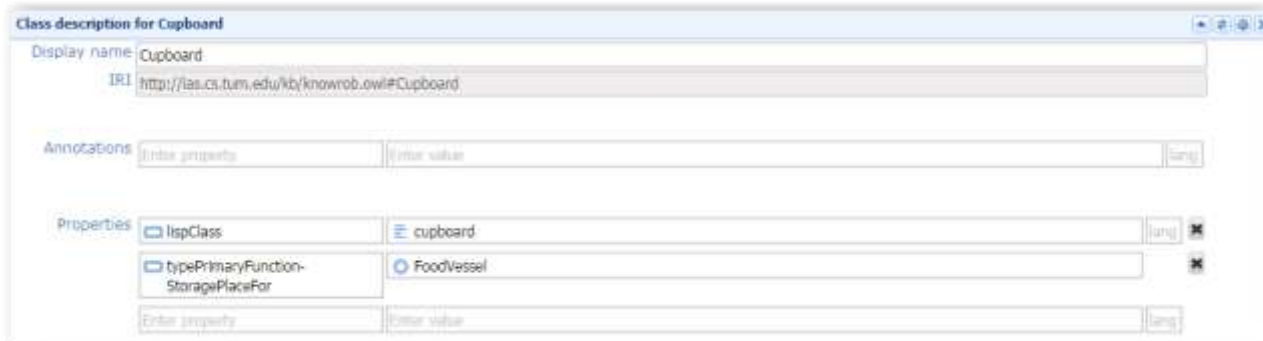 Class description for Cupboard
Display name Cupboard
IRI http://ias.cs.tum.edu/kb/knowrob.owl#Cupboard
Annotations Enter property Enter value lang
Properties lispClass cupboard lang
typePrimaryFunction- FoodVessel
StoragePlaceFor
Enter property Enter value lang